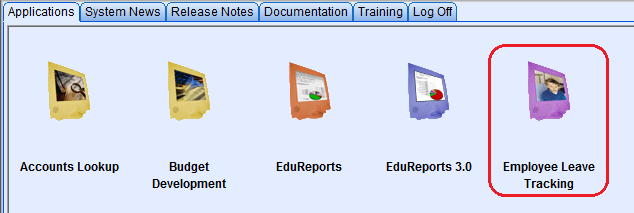 Applications System News Release Notes Documentation Training Log Off
Accounts Lookup Budget EduReports EduReports 3.0 Employee Leave
Development Tracking